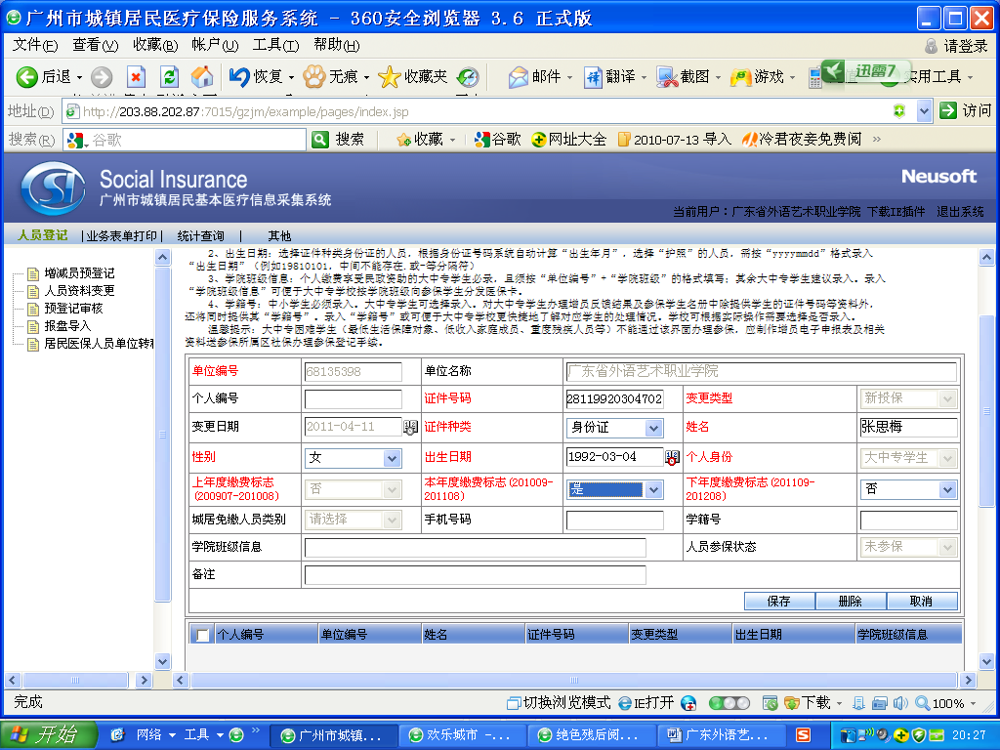 广州市城镇居民医疗保险服务系统 - 360安全浏览器 3.6 正式版
文件(F) 查看(V) 收藏(B) 帐户(U) 工具(T) 帮助(H) 请登录
后退 恢复 无痕 收藏夹 邮件 翻译 截图 游戏 迅雷7 实用工具
地址(D) http://203.88.202.87:7015/gzjm/example/pages/index.jsp 访问
搜索(R) 谷歌 搜索 收藏 谷歌 网址大全 2010-07-13 导入 冷君夜妾免费阅 »
Social Insurance
Neusoft
广州市城镇居民基本医疗信息采集系统
当前用户：广东省外语艺术职业学院 下载IE插件 退出系统
人员登记 |业务表单打印| 统计查询 | 其他
增减员预登记
人员资料变更
预登记审核
报盘导入
居民医保人员单位转移
2、出生日期：选择证件种类身份证的人员，根据身份证号码系统自动计算“出生年月”，选择“护照”的人员，需按“yyyymmdd”格式录入
“出生日期”（例如19810101，中间不能存在.或-等分隔符）
3、学院班级信息：个人缴费享受民政资助的大中专学生必录，且须按“单位编号”+“学院班级”的格式填写；其余大中专学生建议录入。录入
“学院班级信息”可便于大中专学校按学院班级向参保学生分发医保卡。
4、学籍号：中小学生必须录入。大中专学生可选择录入。对大中专学生办理增员反馈结果及参保学生名册中除提供学生的证件号码等资料外，
还将同时提供其“学籍号”。录入“学籍号”或可便于大中专学校更快捷地了解对应学生的处理情况。学校可根据实际操作需要选择是否录入。
温馨提示：大中专困难学生（最低生活保障对象、低收入家庭成员、重度残疾人员等）不能通过该界面办理参保，应制作增员电子申报表及相关
资料送参保所属区社保办理参保登记手续。
单位编号 68135398 单位名称 广东省外语艺术职业学院
个人编号 证件号码 28119920304702 变更类型 新投保
变更日期 2011-04-11 证件种类 身份证 姓名 张思梅
性别 女 出生日期 1992-03-04 个人身份 大中专学生
上年度缴费标志 否 本年度缴费标志(201009- 是 下年度缴费标志(201109- 否
(200907-201008) 201108) 201208)
城居免缴人员类别 请选择 手机号码 学籍号
学院班级信息 人员参保状态 未参保
备注
保存 删除 取消
个人编号 单位编号 姓名 证件号码 变更类型 出生日期 学院班级信息
完成 切换浏览模式 IE打开 下载 100%
开始 网络 工具 » 广州市城镇... 欢乐城市 -... 绝色残后阅... 广东外语艺... 20:27